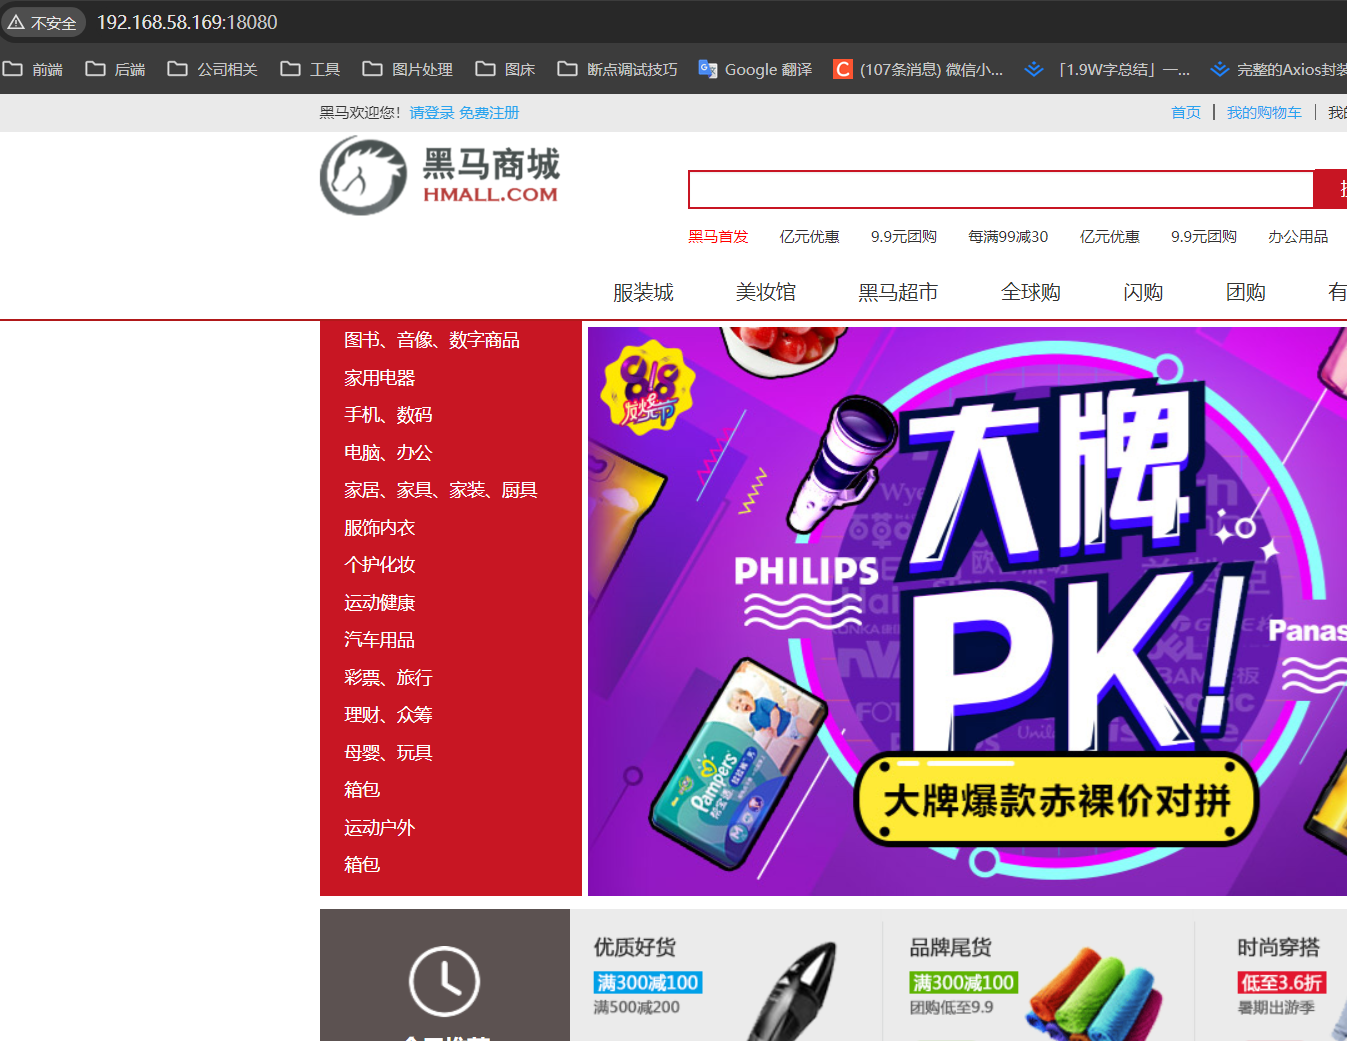 不安全 192.168.58.169:18080
前端 后端 公司相关 工具 图片处理 图床 断点调试技巧 Google 翻译 (107条消息) 微信小... 「1.9W字总结」一... 完整的Axios封装
黑马欢迎您！请登录 免费注册 首页 我的购物车 我
黑马商城
HMALL.COM
黑马首发 亿元优惠 9.9元团购 每满99减30 亿元优惠 9.9元团购 办公用品
服装城 美妆馆 黑马超市 全球购 闪购 团购 有
图书、音像、数字商品
家用电器
手机、数码
电脑、办公
家居、家具、家装、厨具
服饰内衣
个护化妆
运动健康
汽车用品
彩票、旅行
理财、众筹
母婴、玩具
箱包
运动户外
箱包
818
大牌
PK!
PHILIPS
Panas
Pampers
大牌爆款赤裸价对拼
优质好货
满300减100
满500减200
品牌尾货
满300减100
团购低至9.9
时尚穿搭
低至3.6折
暑期出游季